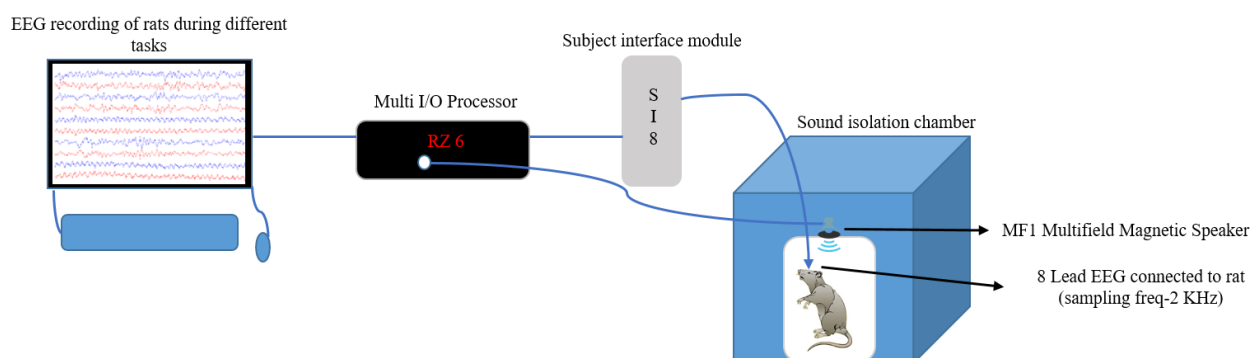 EEG recording of rats during different
tasks
Subject interface module
Multi I/O Processor
RZ 6
S
I
8
Sound isolation chamber
MF1 Multifield Magnetic Speaker
8 Lead EEG connected to rat
(sampling freq-2 KHz)